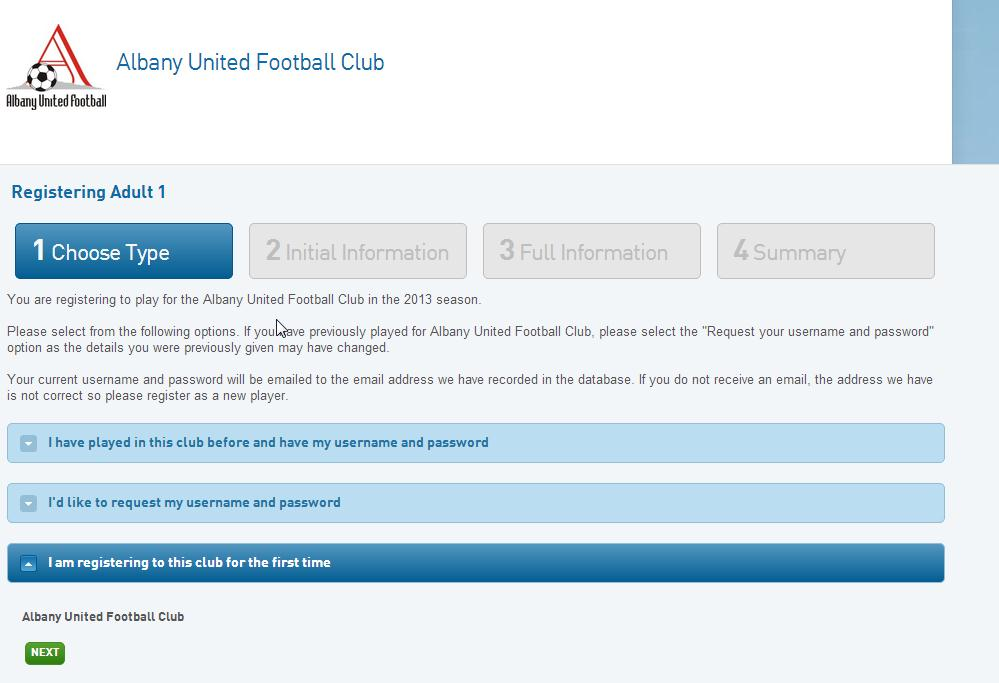 Albany United Football
Albany United Football Club
Registering Adult 1
1 Choose Type
2 Initial Information
3 Full Information
4 Summary
You are registering to play for the Albany United Football Club in the 2013 season.
Please select from the following options. If you have previously played for Albany United Football Club, please select the "Request your username and password"
option as the details you were previously given may have changed.
Your current username and password will be emailed to the email address we have recorded in the database. If you do not receive an email, the address we have
is not correct so please register as a new player.
I have played in this club before and have my username and password
I'd like to request my username and password
I am registering to this club for the first time
Albany United Football Club
NEXT